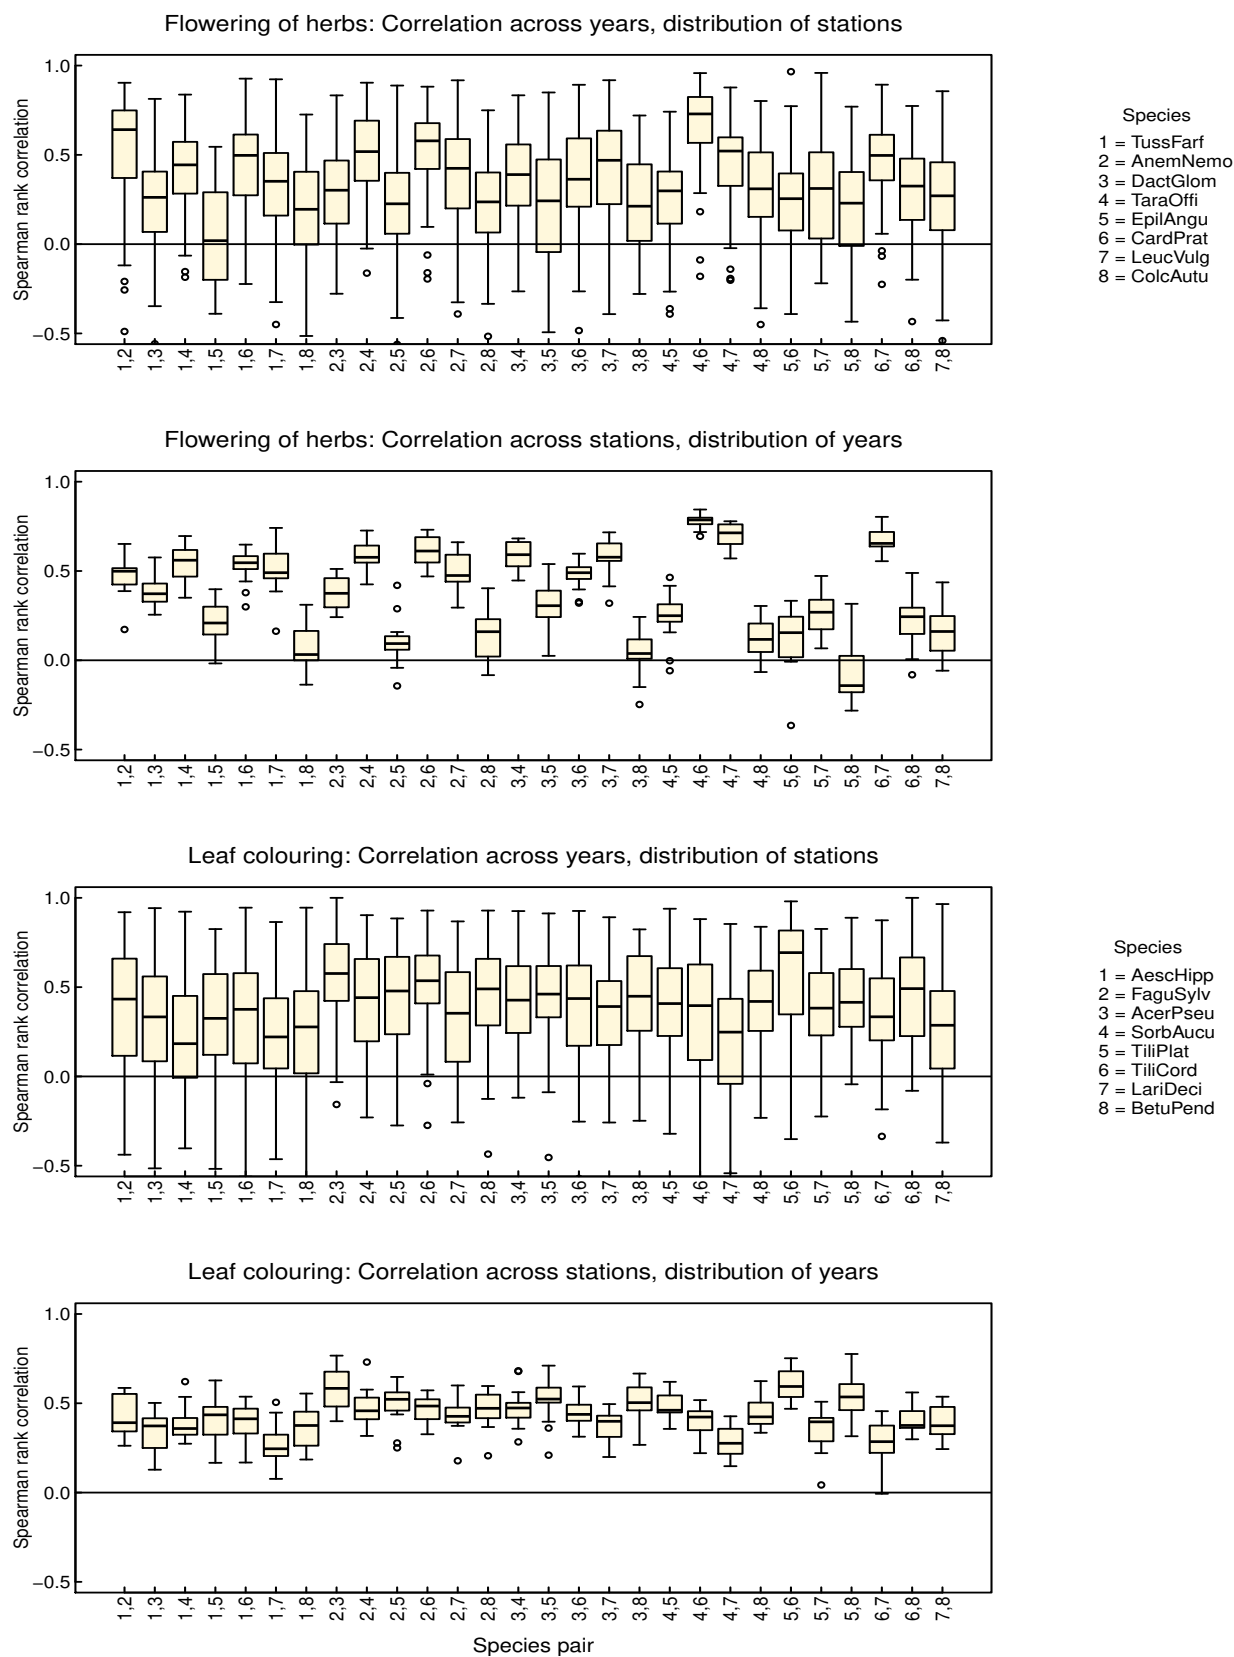 Flowering of herbs: Correlation across years, distribution of stations
Spearman rank correlation
1.0
0.5
0.0
−0.5
1,2 1,3 1,4 1,5 1,6 1,7 1,8 2,3 2,4 2,5 2,6 2,7 2,8 3,4 3,5 3,6 3,7 3,8 4,5 4,6 4,7 4,8 5,6 5,7 5,8 6,7 6,8 7,8
Species
1 = TussFarf
2 = AnemNemo
3 = DactGlom
4 = TaraOffi
5 = EpilAngu
6 = CardPrat
7 = LeucVulg
8 = ColcAutu
Flowering of herbs: Correlation across stations, distribution of years
Spearman rank correlation
1.0
0.5
0.0
−0.5
1,2 1,3 1,4 1,5 1,6 1,7 1,8 2,3 2,4 2,5 2,6 2,7 2,8 3,4 3,5 3,6 3,7 3,8 4,5 4,6 4,7 4,8 5,6 5,7 5,8 6,7 6,8 7,8
Leaf colouring: Correlation across years, distribution of stations
Spearman rank correlation
1.0
0.5
0.0
−0.5
1,2 1,3 1,4 1,5 1,6 1,7 1,8 2,3 2,4 2,5 2,6 2,7 2,8 3,4 3,5 3,6 3,7 3,8 4,5 4,6 4,7 4,8 5,6 5,7 5,8 6,7 6,8 7,8
Species
1 = AescHipp
2 = FaguSylv
3 = AcerPseu
4 = SorbAucu
5 = TiliPlat
6 = TiliCord
7 = LariDeci
8 = BetuPend
Leaf colouring: Correlation across stations, distribution of years
Spearman rank correlation
1.0
0.5
0.0
−0.5
1,2 1,3 1,4 1,5 1,6 1,7 1,8 2,3 2,4 2,5 2,6 2,7 2,8 3,4 3,5 3,6 3,7 3,8 4,5 4,6 4,7 4,8 5,6 5,7 5,8 6,7 6,8 7,8
Species pair